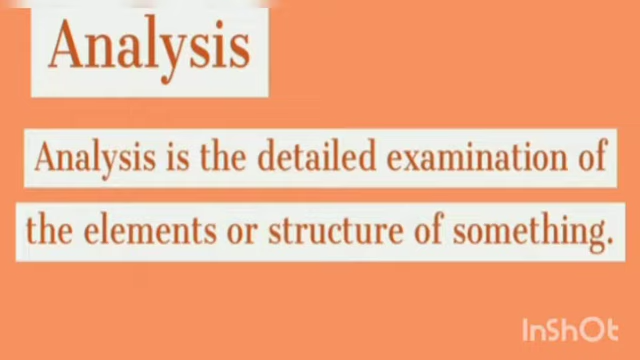 Analysis
Analysis is the detailed examination of
the elements or structure of something.
InShOt